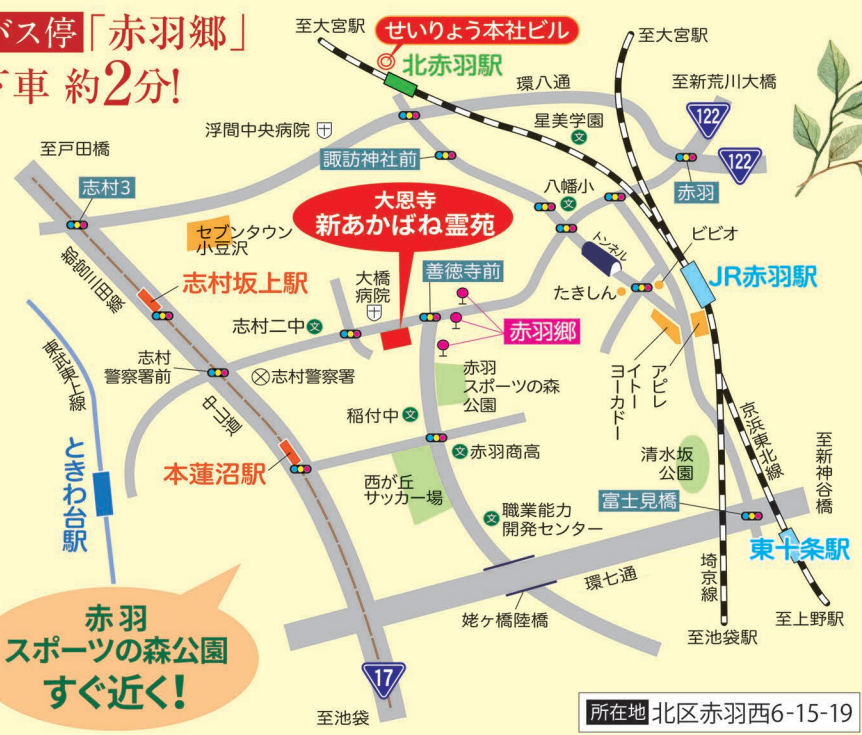 バス停「赤羽郷」
下車 約2分!
至大宮駅
せいりょう本社ビル
北赤羽駅
至大宮駅
環八通
至新荒川大橋
122
122
浮間中央病院
星美学園
文
至戸田橋
諏訪神社前
赤羽
志村3
八幡小
文
大恩寺
新あかばね霊苑
セブンタウン
小豆沢
トンネル
ビビオ
都営三田線
志村坂上駅
大橋
病院
善徳寺前
たきしん
JR赤羽駅
志村二中
文
赤羽郷
東武東上線
志村
警察署前
志村警察署
赤羽
スポーツの森
公園
イトー
ヨーカドー
アピレ
中山道
稲付中
文
京浜東北線
ときわ台駅
本蓮沼駅
文
赤羽商高
清水坂
公園
至新神谷橋
西が丘
サッカー場
富士見橋
文
職業能力
開発センター
東十条駅
環七通
埼京線
赤羽
スポーツの森公園
すぐ近く!
姥ヶ橋陸橋
至上野駅
至池袋駅
17
至池袋
所在地 北区赤羽西6-15-19